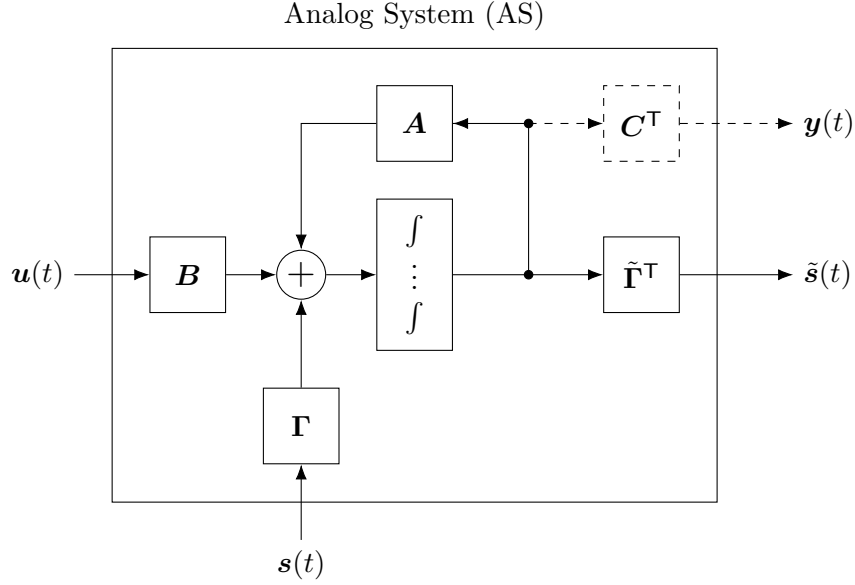 Analog System (AS)
A
C^T
y(t)
∫
u(t)
B
+
⋮
Γ̃^T
s̃(t)
∫
Γ
s(t)